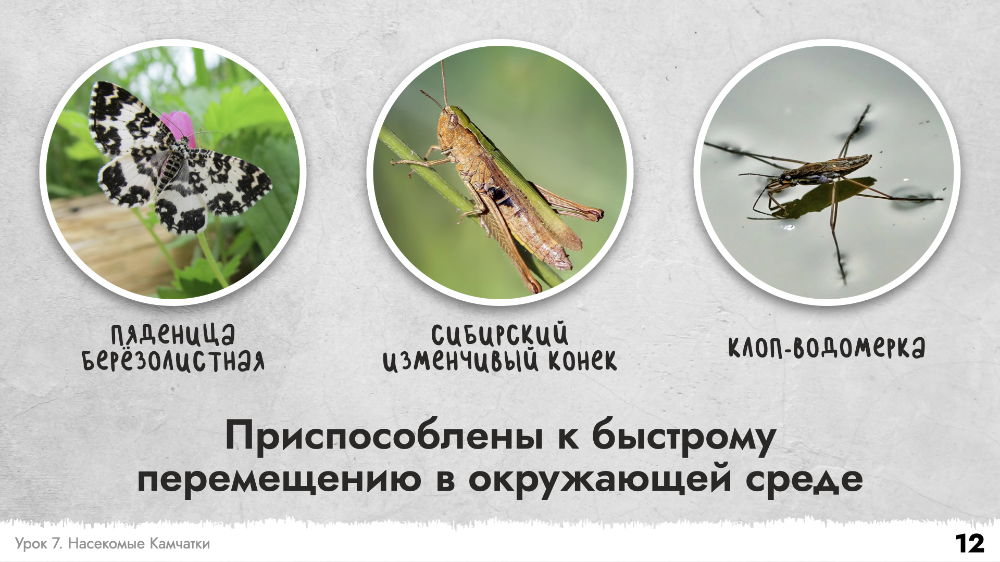 пяденица
берёзолистная
сибирский
изменчивый конек
клоп-водомерка
Приспособлены к быстрому
перемещению в окружающей среде
Урок 7. Насекомые Камчатки
12